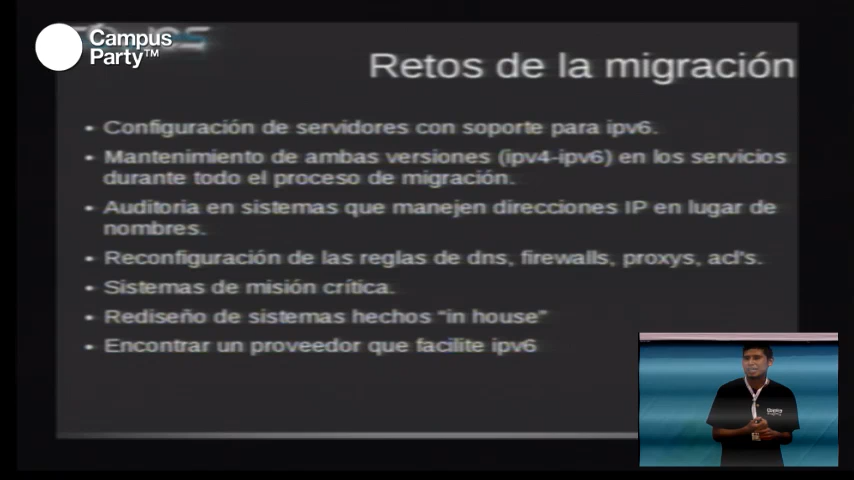 Campus
Party™
Retos de la migración
• Configuración de servidores con soporte para ipv6.
• Mantenimiento de ambas versiones (ipv4-ipv6) en los servicios
durante todo el proceso de migración.
• Auditoria en sistemas que manejen direcciones IP en lugar de
nombres.
• Reconfiguración de las reglas de dns, firewalls, proxys, acl's.
• Sistemas de misión crítica.
• Rediseño de sistemas hechos “in house”
• Encontrar un proveedor que facilite ipv6